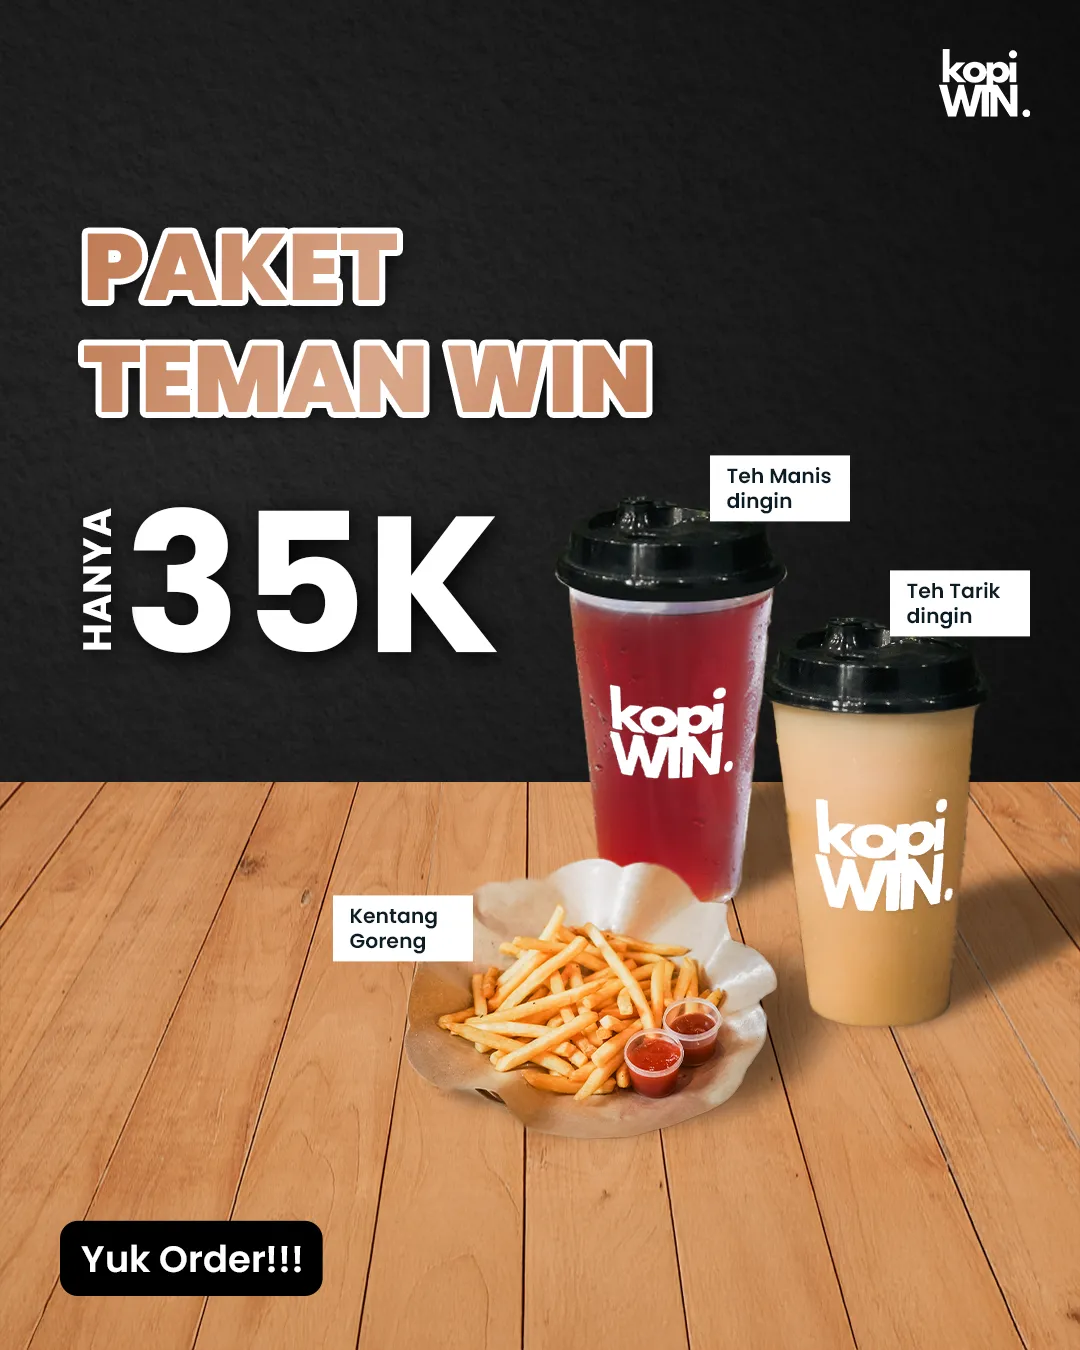 kopi
WIN.
PAKET
TEMAN WIN
HANYA
35K
Teh Manis
dingin
Teh Tarik
dingin
kopi
WIN.
kopi
WIN.
Kentang
Goreng
Yuk Order!!!